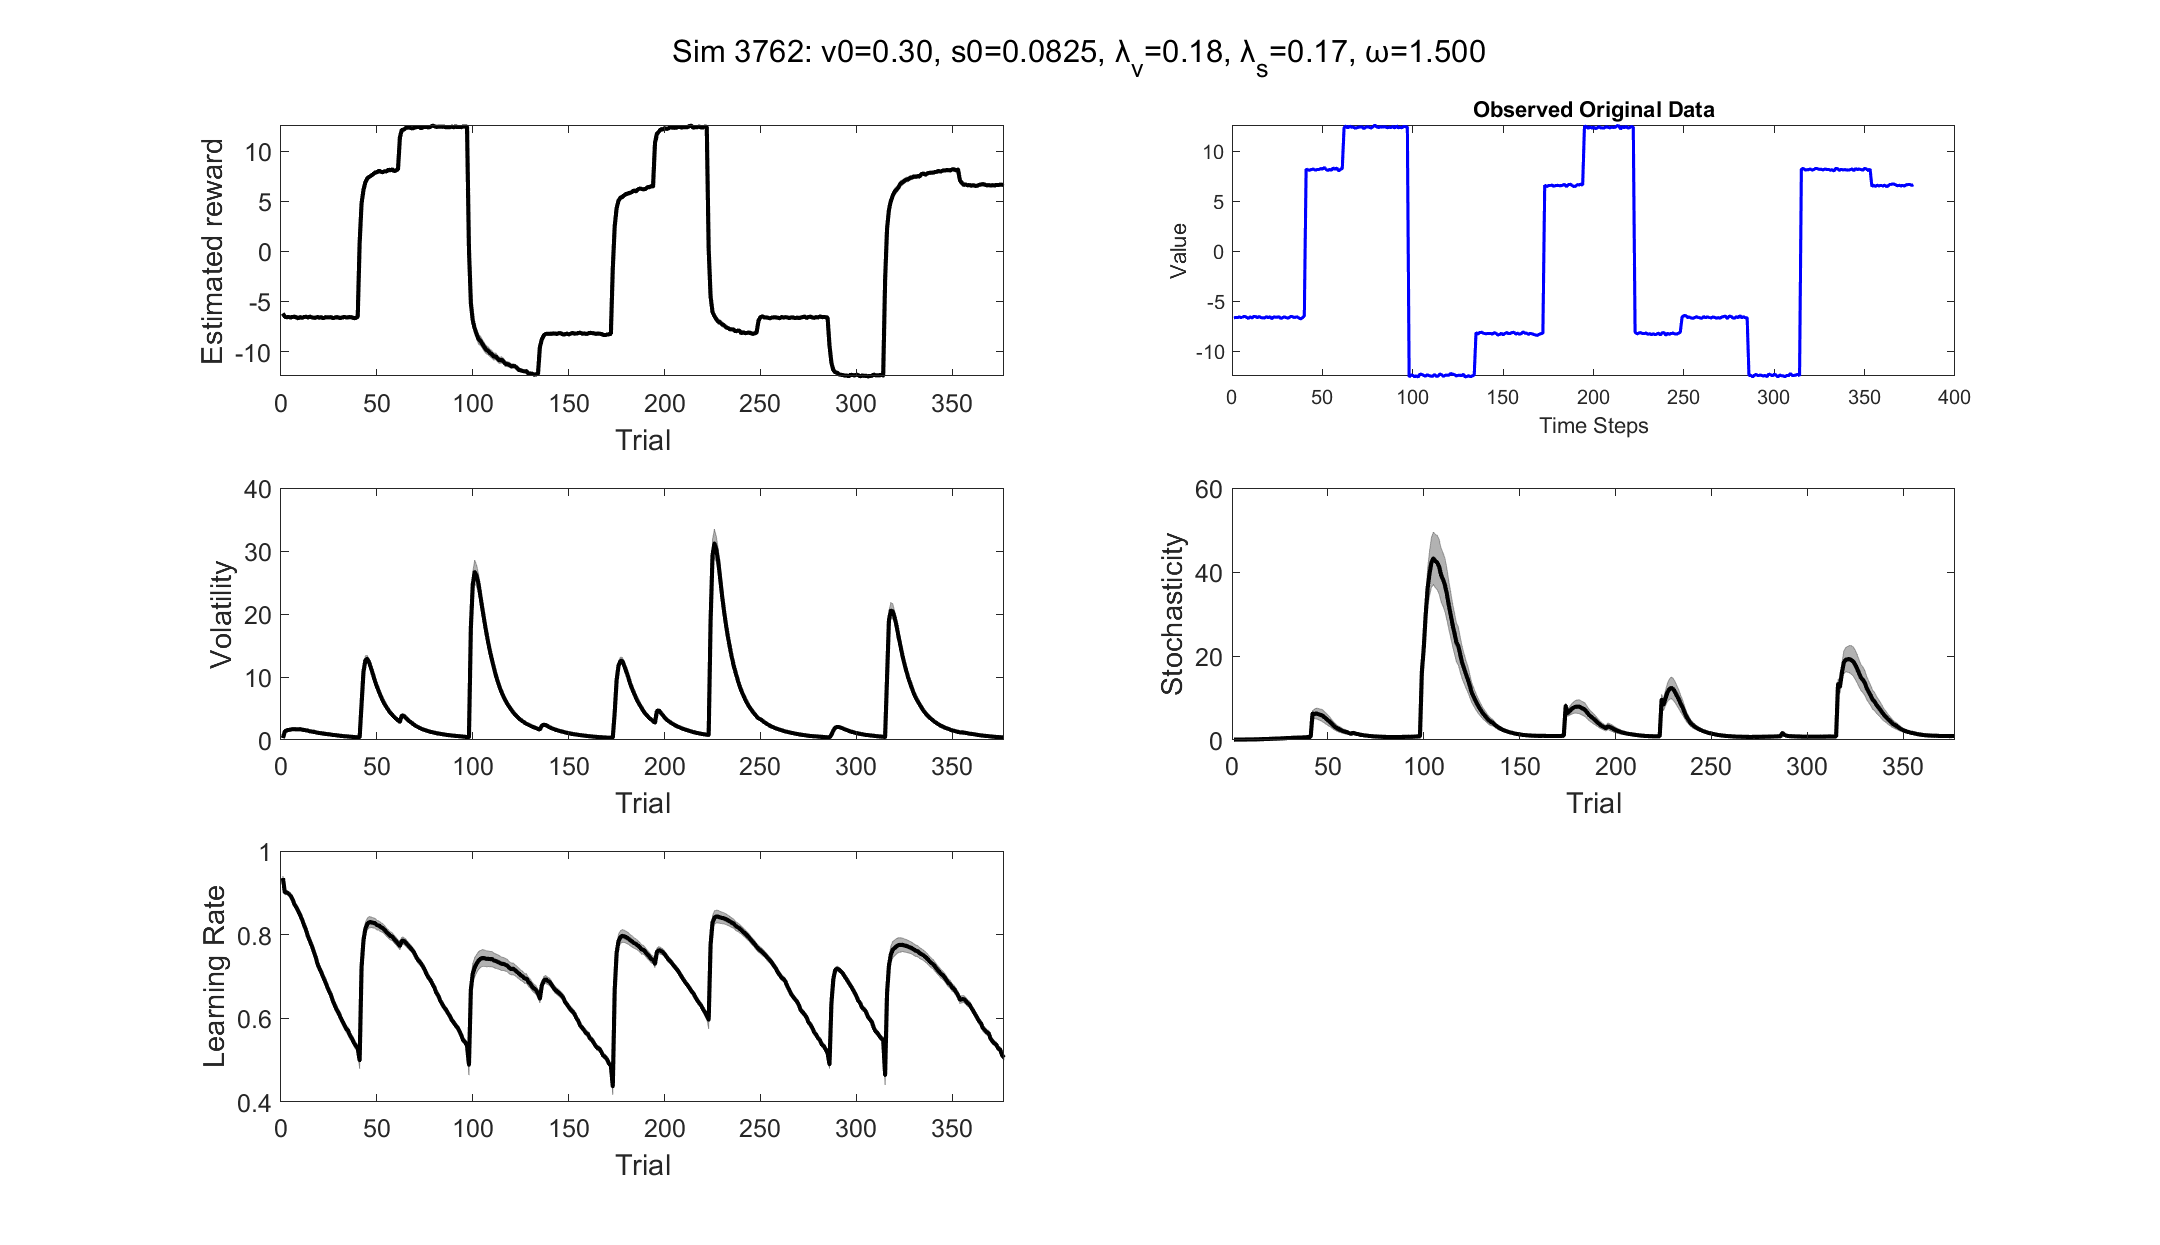 Sim 3762: v0=0.30, s0=0.0825, λv=0.18, λs=0.17, ω=1.500
Estimated reward
10
5
0
-5
-10
0 50 100 150 200 250 300 350
Trial
Observed Original Data
Value
10
5
0
-5
-10
0 50 100 150 200 250 300 350 400
Time Steps
Volatility
40
30
20
10
0
0 50 100 150 200 250 300 350
Trial
Stochasticity
60
40
20
0
0 50 100 150 200 250 300 350
Trial
Learning Rate
1
0.8
0.6
0.4
0 50 100 150 200 250 300 350
Trial